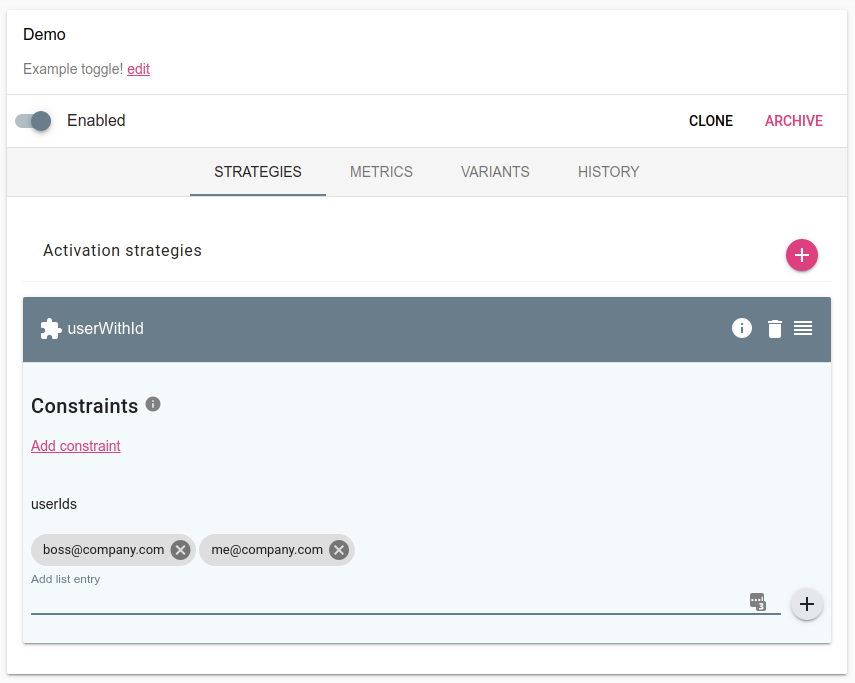 Demo
Example toggle! edit
Enabled
CLONE
ARCHIVE
STRATEGIES
METRICS
VARIANTS
HISTORY
Activation strategies
userWithId
Constraints
Add constraint
userIds
boss@company.com
me@company.com
Add list entry
3